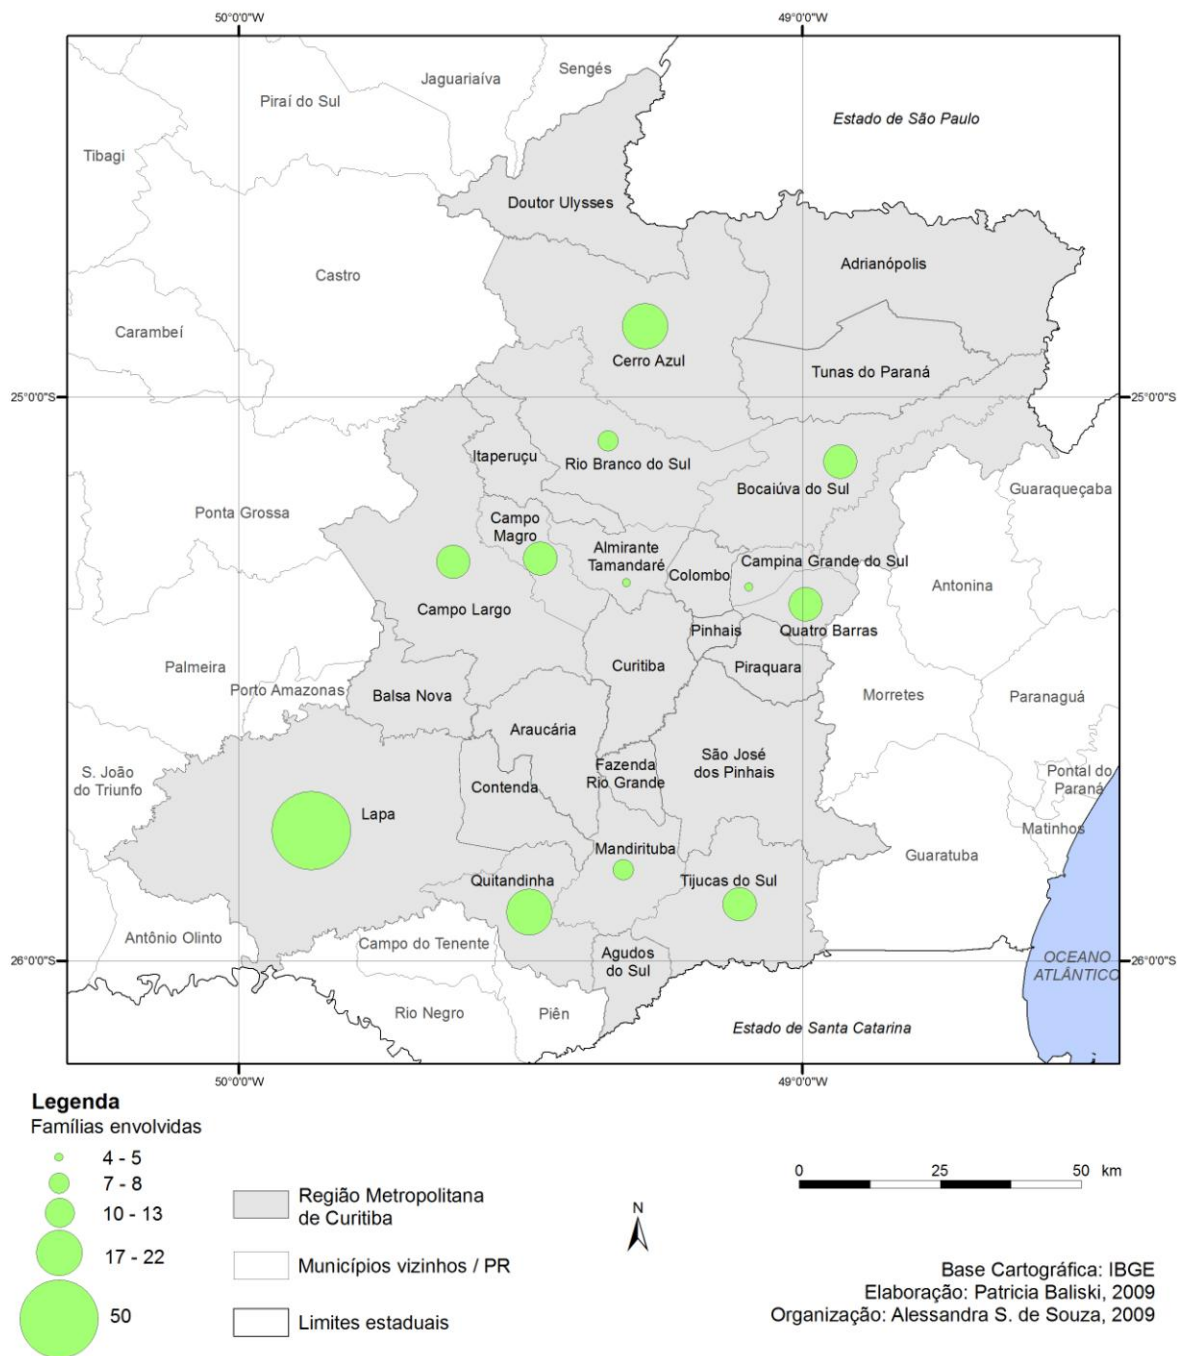 50°0'0"W
49°0'0"W
Sengés
Jaguariaíva
Piraí do Sul
Estado de São Paulo
Tibagi
Doutor Ulysses
Adrianópolis
Castro
Carambeí
Cerro Azul
Tunas do Paraná
25°0'0"S
25°0'0"S
Itaperuçu
Rio Branco do Sul
Bocaiúva do Sul
Guaraqueçaba
Ponta Grossa
Campo
Magro
Almirante
Tamandaré
Colombo
Campina Grande do Sul
Antonina
Campo Largo
Pinhais
Quatro Barras
Palmeira
Curitiba
Piraquara
Porto Amazonas
Balsa Nova
Morretes
Paranaguá
Araucária
São José
dos Pinhais
Fazenda
Rio Grande
S. João
do Triunfo
Contenda
Pontal do
Paraná
Lapa
Matinhos
Mandirituba
Guaratuba
Quitandinha
Tijucas do Sul
Antônio Olinto
Campo do Tenente
Agudos
do Sul
OCEANO
ATLÂNTICO
26°0'0"S
26°0'0"S
Rio Negro
Piên
Estado de Santa Catarina
50°0'0"W
49°0'0"W
Legenda
Famílias envolvidas
4 - 5
7 - 8
10 - 13
17 - 22
50
Região Metropolitana
de Curitiba
Municípios vizinhos / PR
Limites estaduais
N
0 25 50 km
Base Cartográfica: IBGE
Elaboração: Patricia Baliski, 2009
Organização: Alessandra S. de Souza, 2009